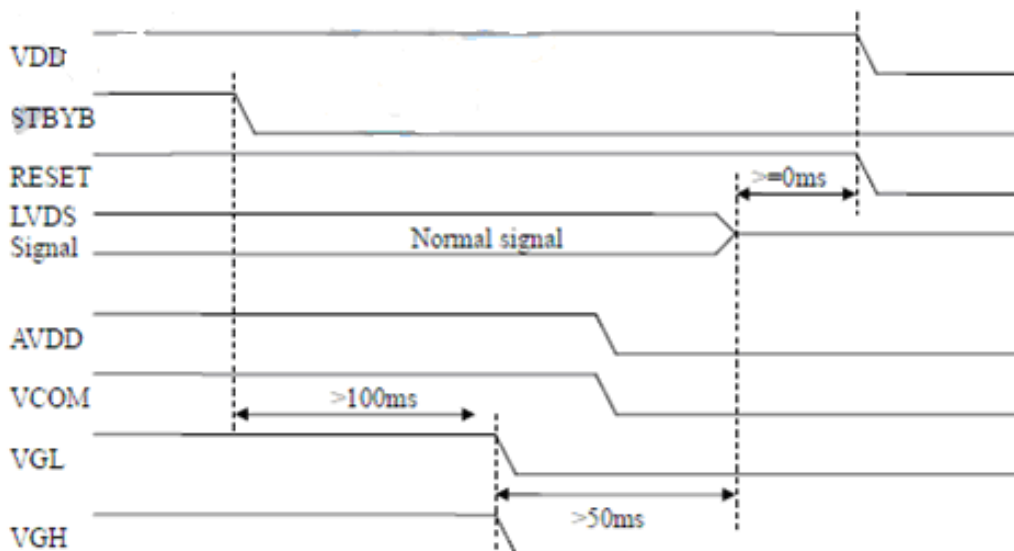 VDD
STBYB
RESET
>=0ms
LVDS
Signal
Normal signal
AVDD
VCOM
>100ms
VGL
>50ms
VGH